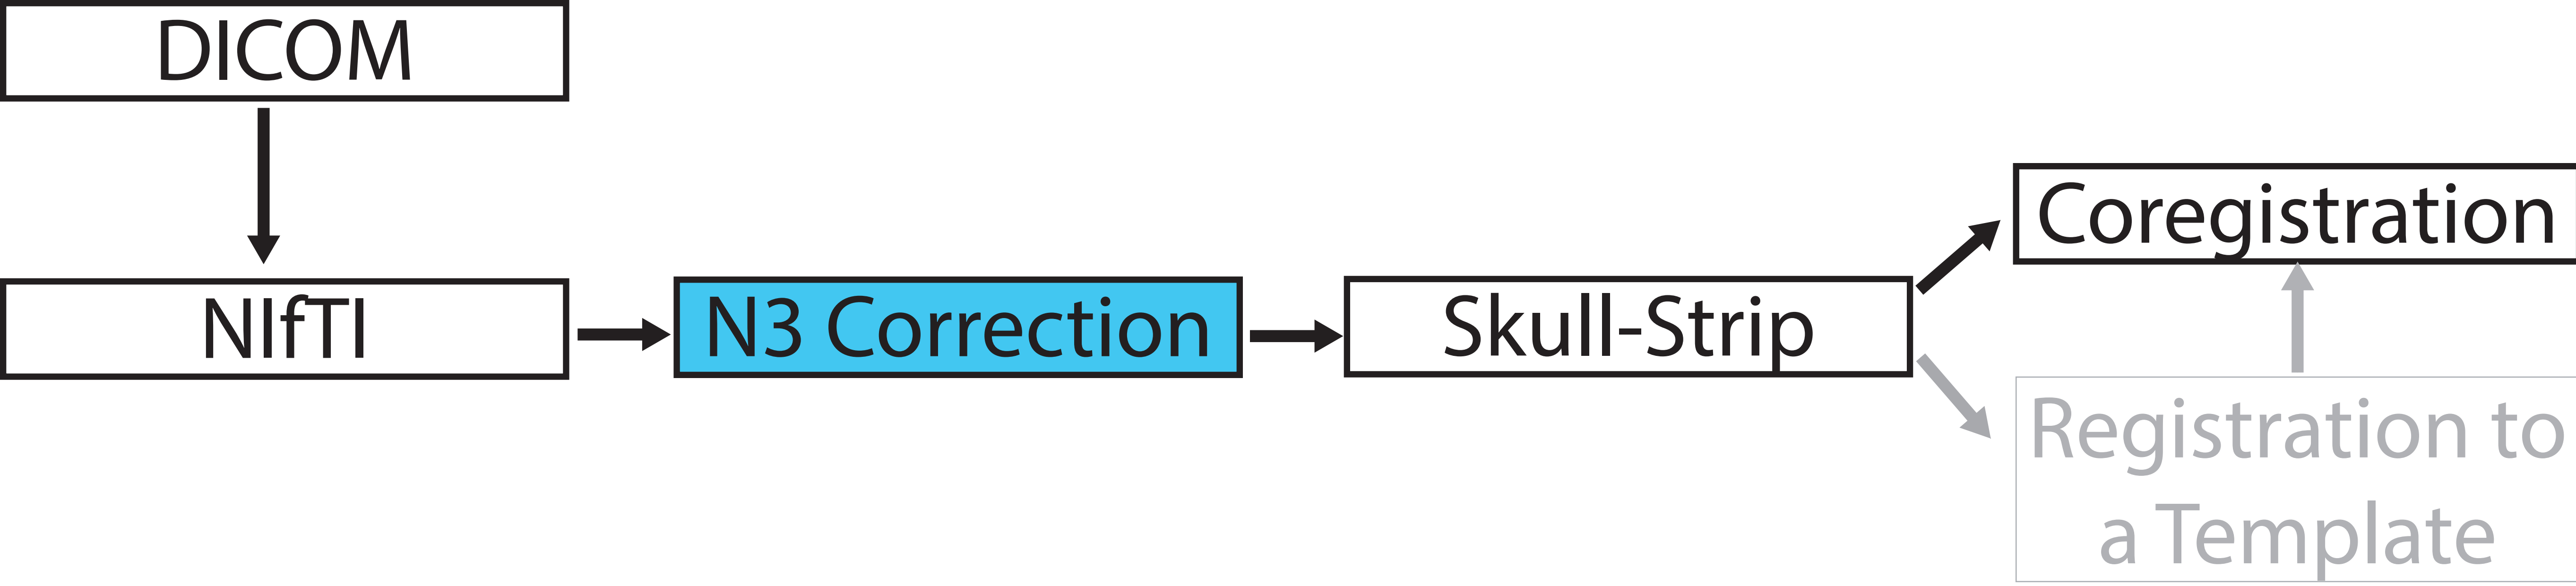 DICOM
NIfTI
N3 Correction
Skull-Strip
Coregistration
Registration to
a Template